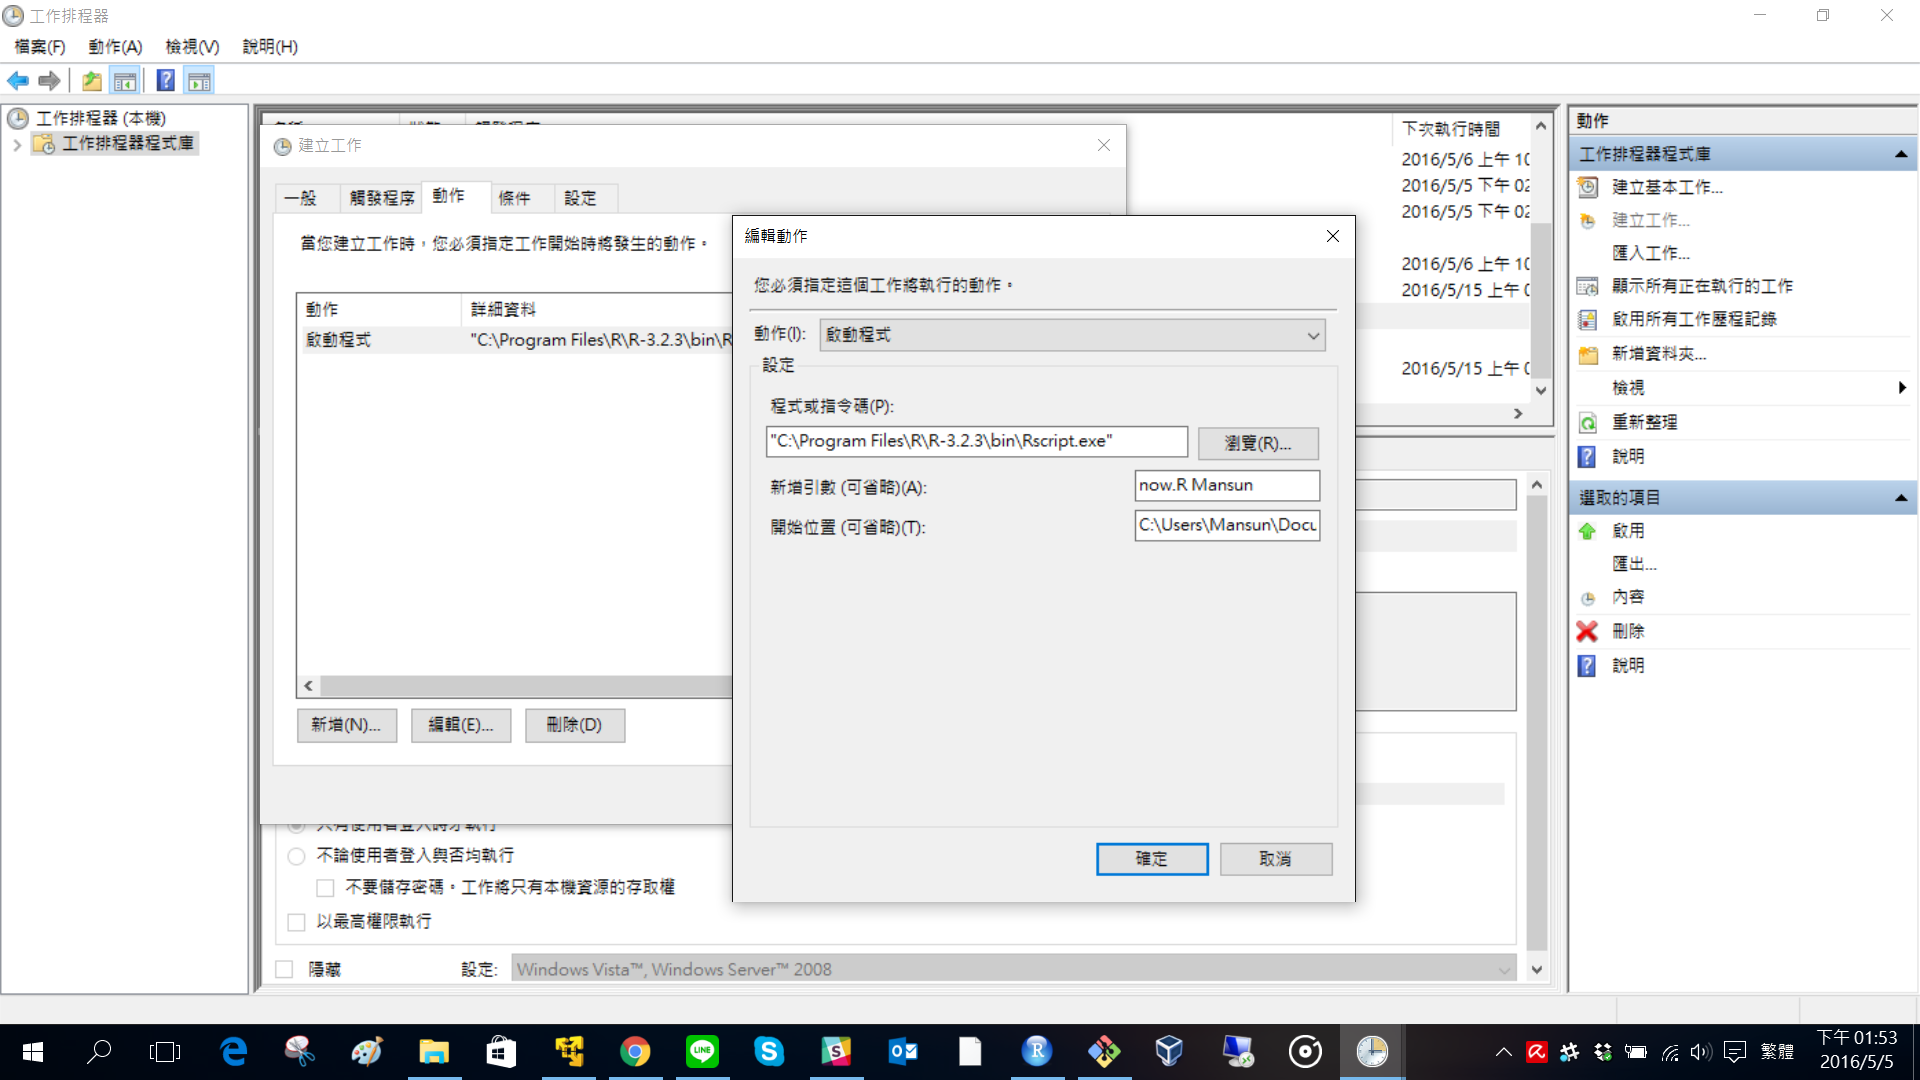 工作排程器
檔案(F) 動作(A) 檢視(V) 說明(H)
工作排程器 (本機)
工作排程器程式庫
建立工作
一般 觸發程序 動作 條件 設定
當您建立工作時，您必須指定工作開始時將發生的動作。
動作 詳細資料
啟動程式 "C:\Program Files\R\R-3.2.3\bin\R
新增(N)... 編輯(E)... 刪除(D)
編輯動作
您必須指定這個工作將執行的動作。
動作(I): 啟動程式
設定
程式或指令碼(P):
"C:\Program Files\R\R-3.2.3\bin\Rscript.exe" 瀏覽(R)...
新增引數 (可省略)(A): now.R Mansun
開始位置 (可省略)(T): C:\Users\Mansun\Docu
確定 取消
下次執行時間
2016/5/6 上午 10
2016/5/5 下午 02
2016/5/5 下午 02
2016/5/6 上午 10
2016/5/15 上午 0
2016/5/15 上午 0
只有使用者登入時才執行
不論使用者登入與否均執行
不要儲存密碼。工作將只有本機資源的存取權
以最高權限執行
隱藏 設定: Windows Vista™, Windows Server™ 2008
動作
工作排程器程式庫
建立基本工作...
建立工作...
匯入工作...
顯示所有正在執行的工作
啟用所有工作歷程記錄
新增資料夾...
檢視
重新整理
說明
選取的項目
啟用
匯出...
內容
刪除
說明
LINE
繁體
下午 01:53
2016/5/5